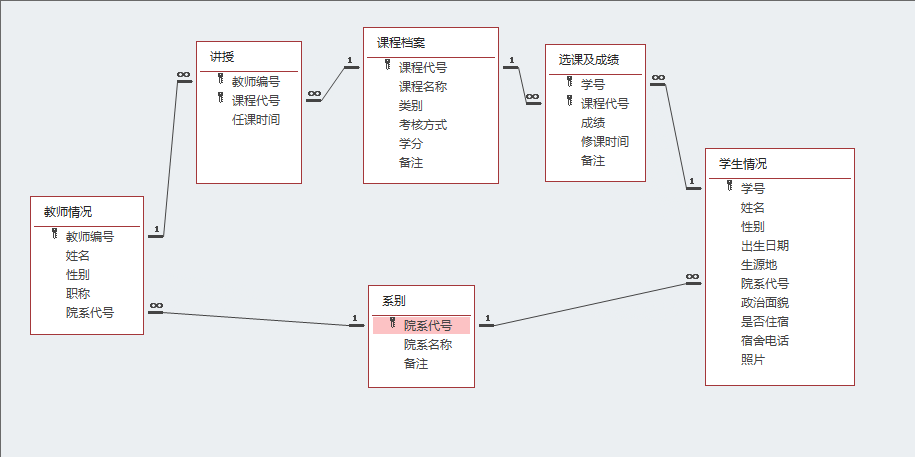 讲授
教师编号
课程代号
任课时间
课程档案
课程代号
课程名称
类别
考核方式
学分
备注
选课及成绩
学号
课程代号
成绩
修课时间
备注
学生情况
学号
姓名
性别
出生日期
生源地
院系代号
政治面貌
是否住宿
宿舍电话
照片
教师情况
教师编号
姓名
性别
职称
院系代号
系别
院系代号
院系名称
备注
∞
1
∞
1
1
∞
∞
1
∞
1
1
∞